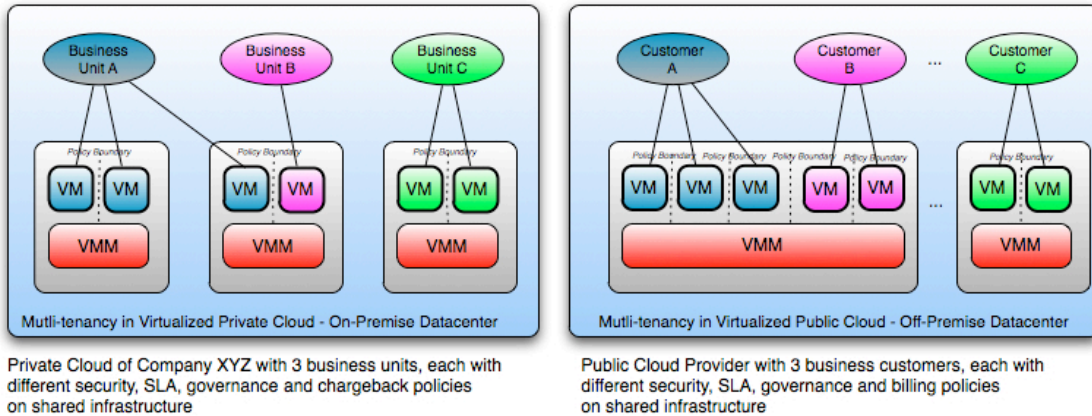 Business
Unit A
Business
Unit B
Business
Unit C
Policy Boundary
Policy Boundary
Policy Boundary
VM VM
VM VM
VM VM
VMM
VMM
VMM
Mutli-tenancy in Virtualized Private Cloud - On-Premise Datacenter
Private Cloud of Company XYZ with 3 business units, each with
different security, SLA, governance and chargeback policies
on shared infrastructure
Customer
A
Customer
B
...
Customer
C
Policy Boundary Policy Boundary Policy Boundary Policy Boundary
Policy Boundary
VM VM VM VM VM
...
VM VM
VMM
VMM
Mutli-tenancy in Virtualized Public Cloud - Off-Premise Datacenter
Public Cloud Provider with 3 business customers, each with
different security, SLA, governance and billing policies
on shared infrastructure